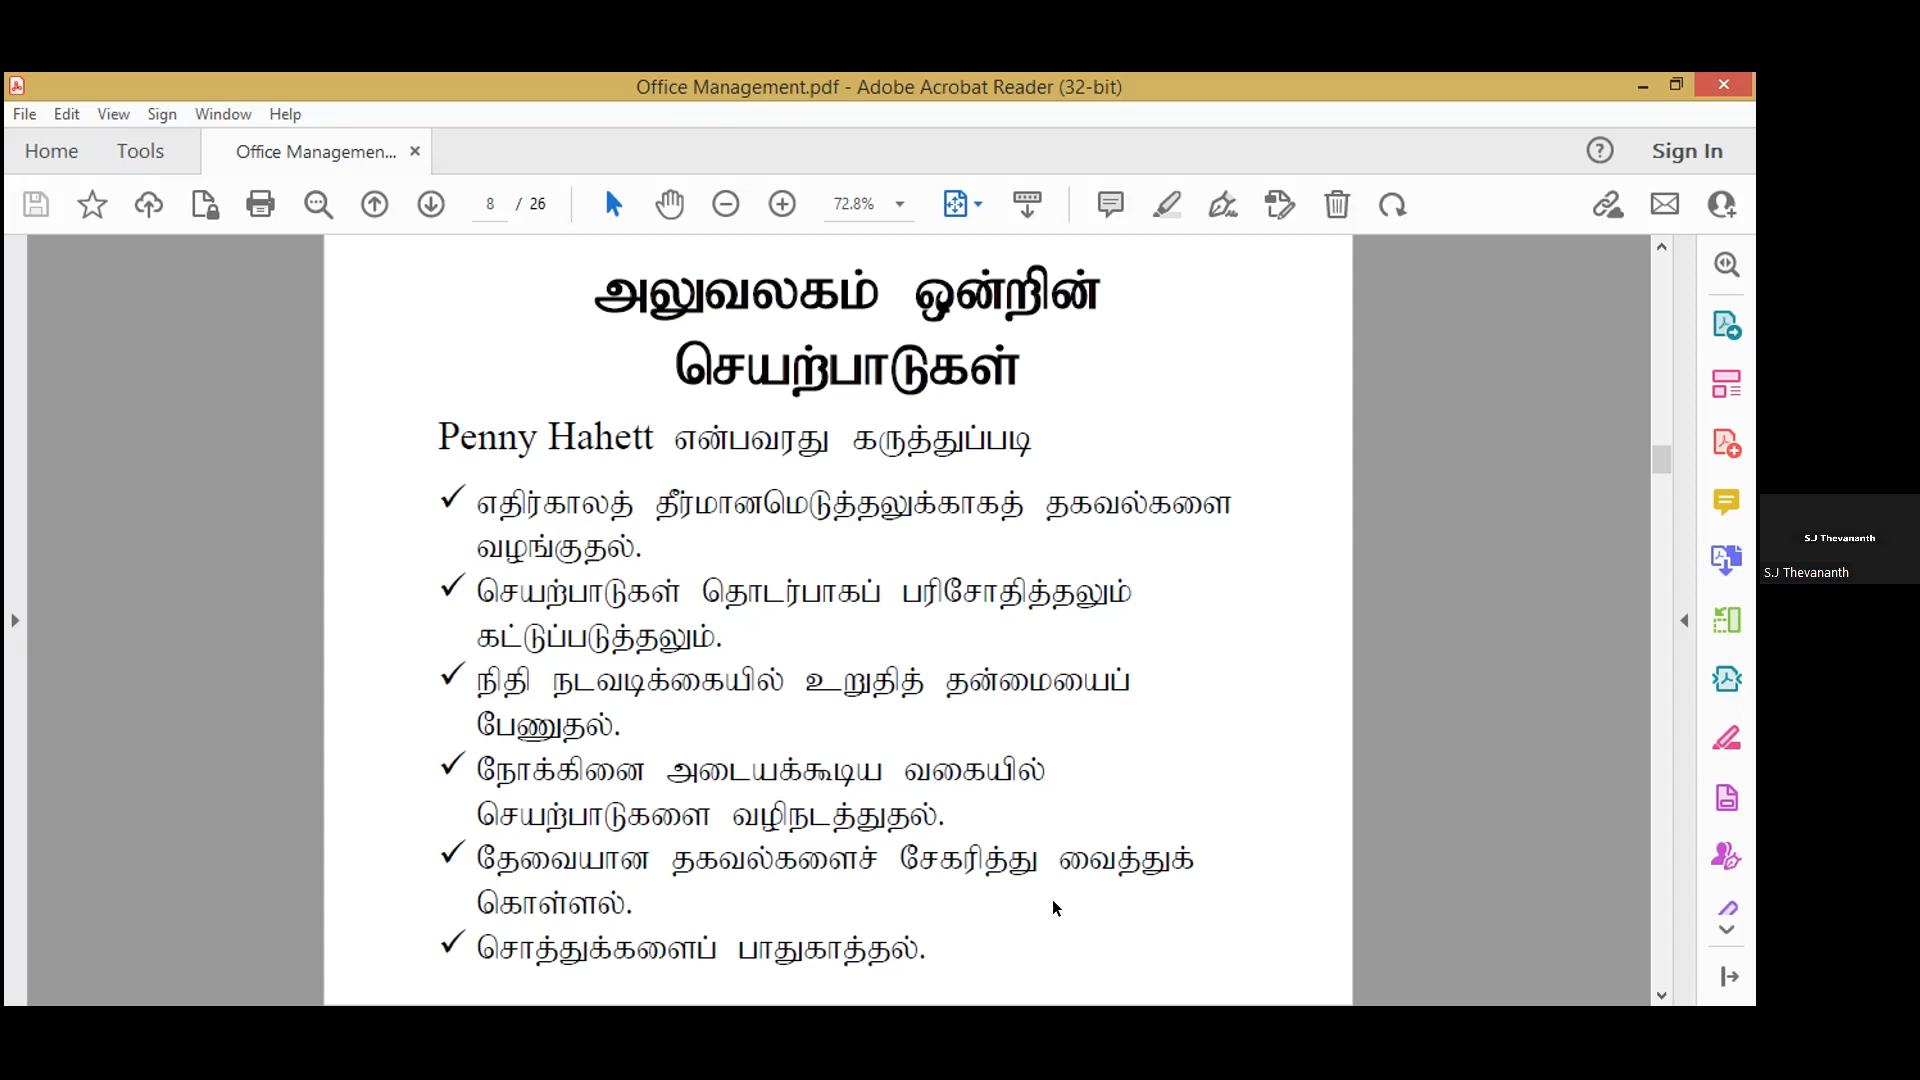 Office Management.pdf - Adobe Acrobat Reader (32-bit)
File Edit View Sign Window Help
Home Tools Office Managemen... × Sign In
8 / 26 72.8%
அலுவலகம் ஒன்றின்
செயற்பாடுகள்
Penny Hahett என்பவரது கருத்துப்படி
✓ எதிர்காலத் தீர்மானமெடுத்தலுக்காகத் தகவல்களை
வழங்குதல்.
✓ செயற்பாடுகள் தொடர்பாகப் பரிசோதித்தலும்
கட்டுப்படுத்தலும்.
✓ நிதி நடவடிக்கையில் உறுதித் தன்மையைப்
பேணுதல்.
✓ நோக்கினை அடையக்கூடிய வகையில்
செயற்பாடுகளை வழிநடத்துதல்.
✓ தேவையான தகவல்களைச் சேகரித்து வைத்துக்
கொள்ளல்.
✓ சொத்துக்களைப் பாதுகாத்தல்.
S.J Thevananth
S.J Thevananth